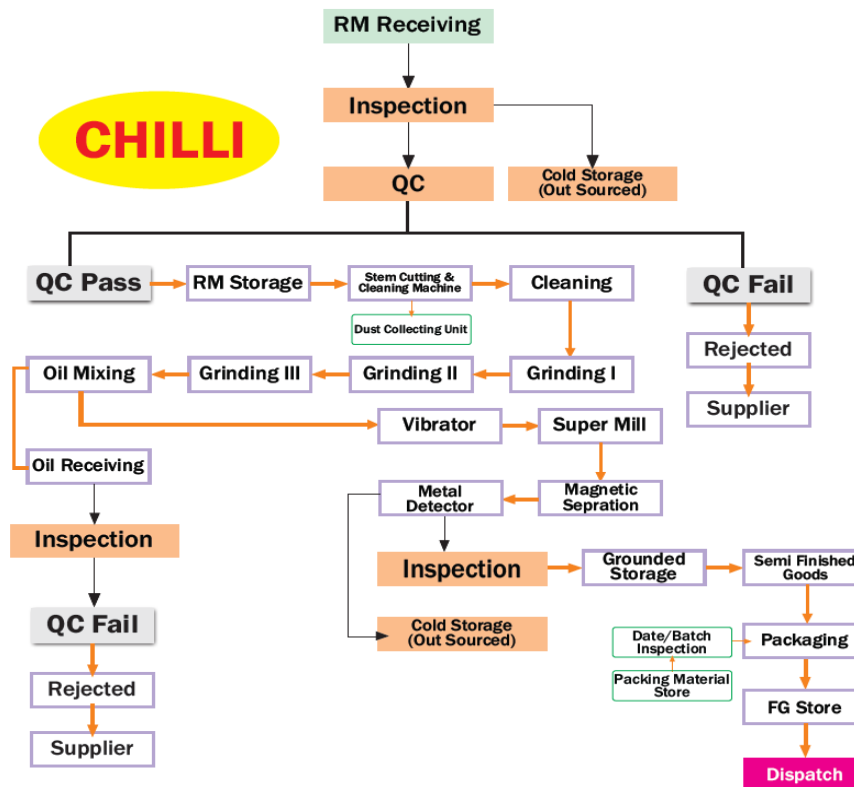 RM Receiving
Inspection
CHILLI
QC
Cold Storage
(Out Sourced)
QC Pass
RM Storage
Stem Cutting &
Cleaning Machine
Cleaning
QC Fail
Dust Collecting Unit
Rejected
Oil Mixing
Grinding III
Grinding II
Grinding I
Supplier
Vibrator
Super Mill
Oil Receiving
Metal
Detector
Magnetic
Sepration
Inspection
Inspection
Grounded
Storage
Semi Finished
Goods
QC Fail
Cold Storage
(Out Sourced)
Date/Batch
Inspection
Packaging
Rejected
Packing Material
Store
FG Store
Supplier
Dispatch